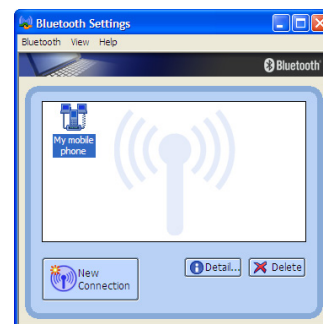 Bluetooth Settings
Bluetooth View Help
Bluetooth
My mobile
phone
New
Connection
Detail...
Delete